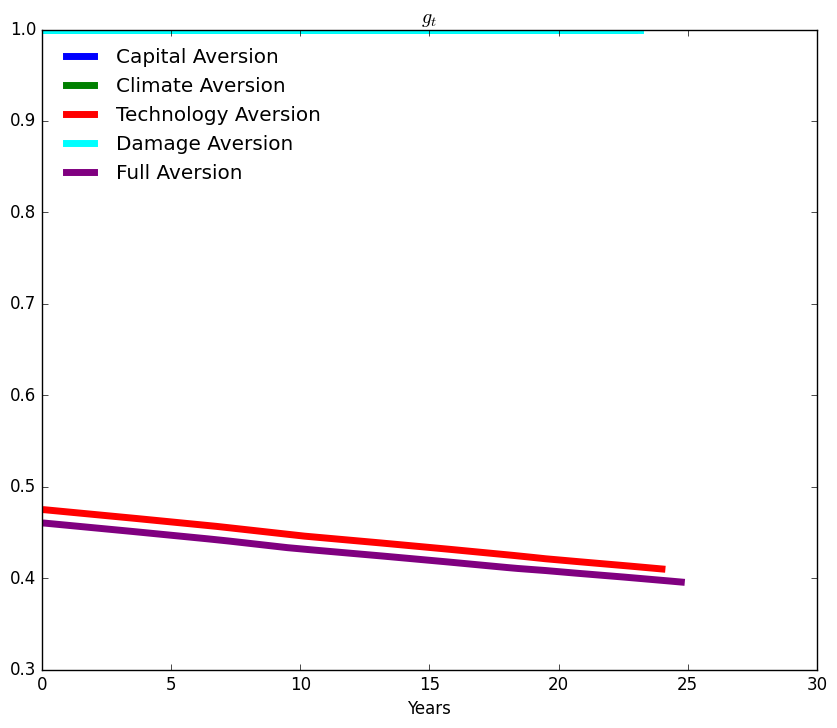 g_t
1.0
0.9
0.8
0.7
0.6
0.5
0.4
0.3
Capital Aversion
Climate Aversion
Technology Aversion
Damage Aversion
Full Aversion
0 5 10 15 20 25 30
Years